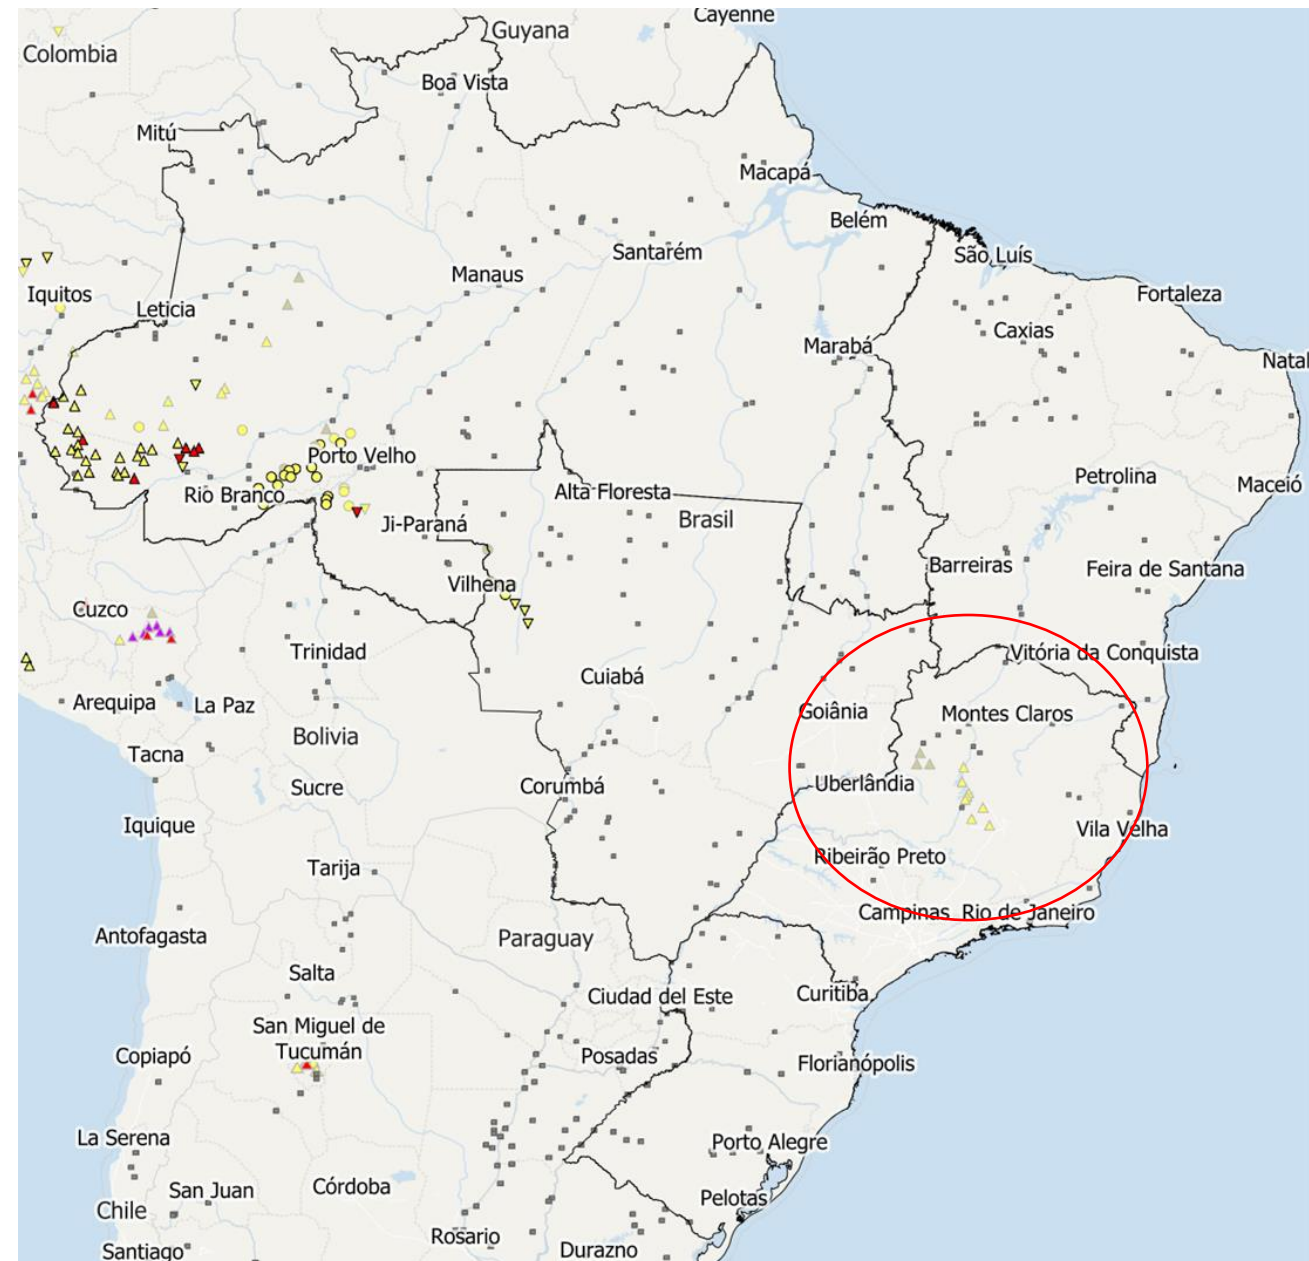 Cayenne
Guyana
Colombia
Boa Vista
Mitú
Macapá
Belém
Santarém
São Luís
Manaus
Iquitos
Leticia
Fortaleza
Caxias
Marabá
Natal
Porto Velho
Petrolina
Maceió
Rio Branco
Alta Floresta
Brasil
Ji-Paraná
Barreiras
Feira de Santana
Vilhena
Cuzco
Trinidad
Vitória da Conquista
Cuiabá
Arequipa
La Paz
Goiânia
Montes Claros
Bolivia
Tacna
Sucre
Corumbá
Uberlândia
Iquique
Vila Velha
Ribeirão Preto
Tarija
Campinas
Rio de Janeiro
Antofagasta
Paraguay
Salta
Ciudad del Este
Curitiba
San Miguel de
Tucumán
Copiapó
Posadas
Florianópolis
La Serena
Porto Alegre
San Juan
Córdoba
Pelotas
Chile
Rosario
Durazno
Santiago